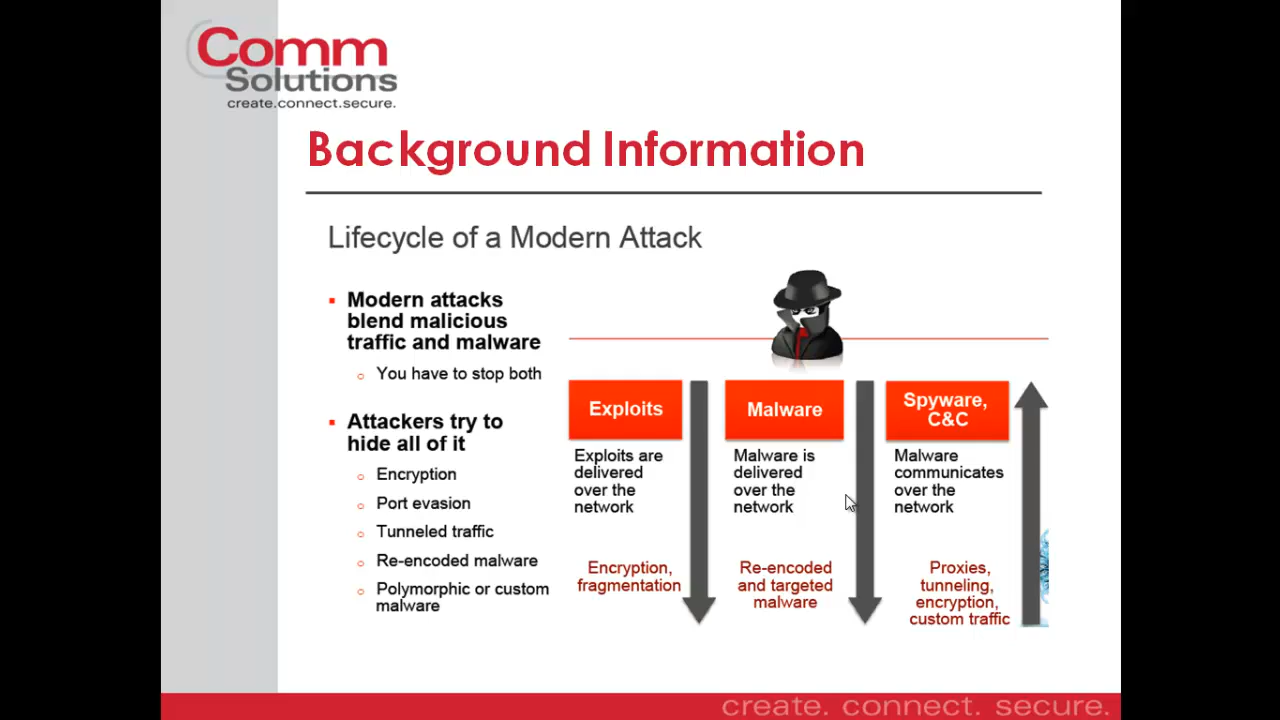 Comm
Solutions
create.connect.secure.
Background Information
Lifecycle of a Modern Attack
Modern attacks
blend malicious
traffic and malware
You have to stop both
Attackers try to
hide all of it
Encryption
Port evasion
Tunneled traffic
Re-encoded malware
Polymorphic or custom
malware
Exploits
Exploits are
delivered
over the
network
Encryption,
fragmentation
Malware
Malware is
delivered
over the
network
Re-encoded
and targeted
malware
Spyware,
C&C
Malware
communicates
over the
network
Proxies,
tunneling,
encryption,
custom traffic
create. connect. secure.